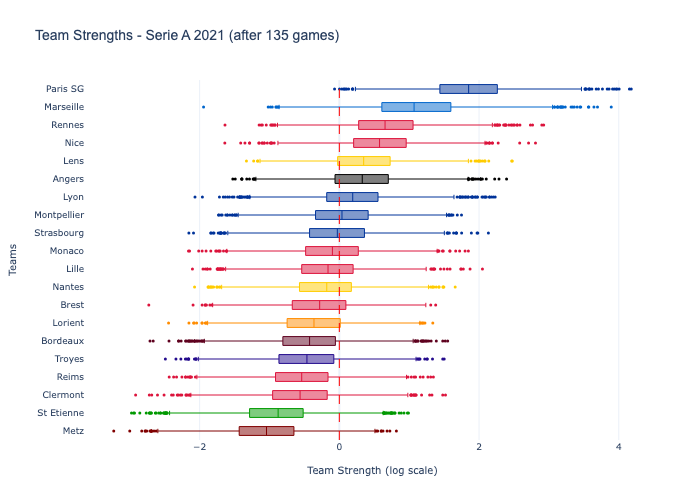 Team Strengths - Serie A 2021 (after 135 games)
Paris SG
Marseille
Rennes
Nice
Lens
Angers
Lyon
Montpellier
Strasbourg
Monaco
Lille
Nantes
Brest
Lorient
Bordeaux
Troyes
Reims
Clermont
St Etienne
Metz
Teams
−2 0 2 4
Team Strength (log scale)